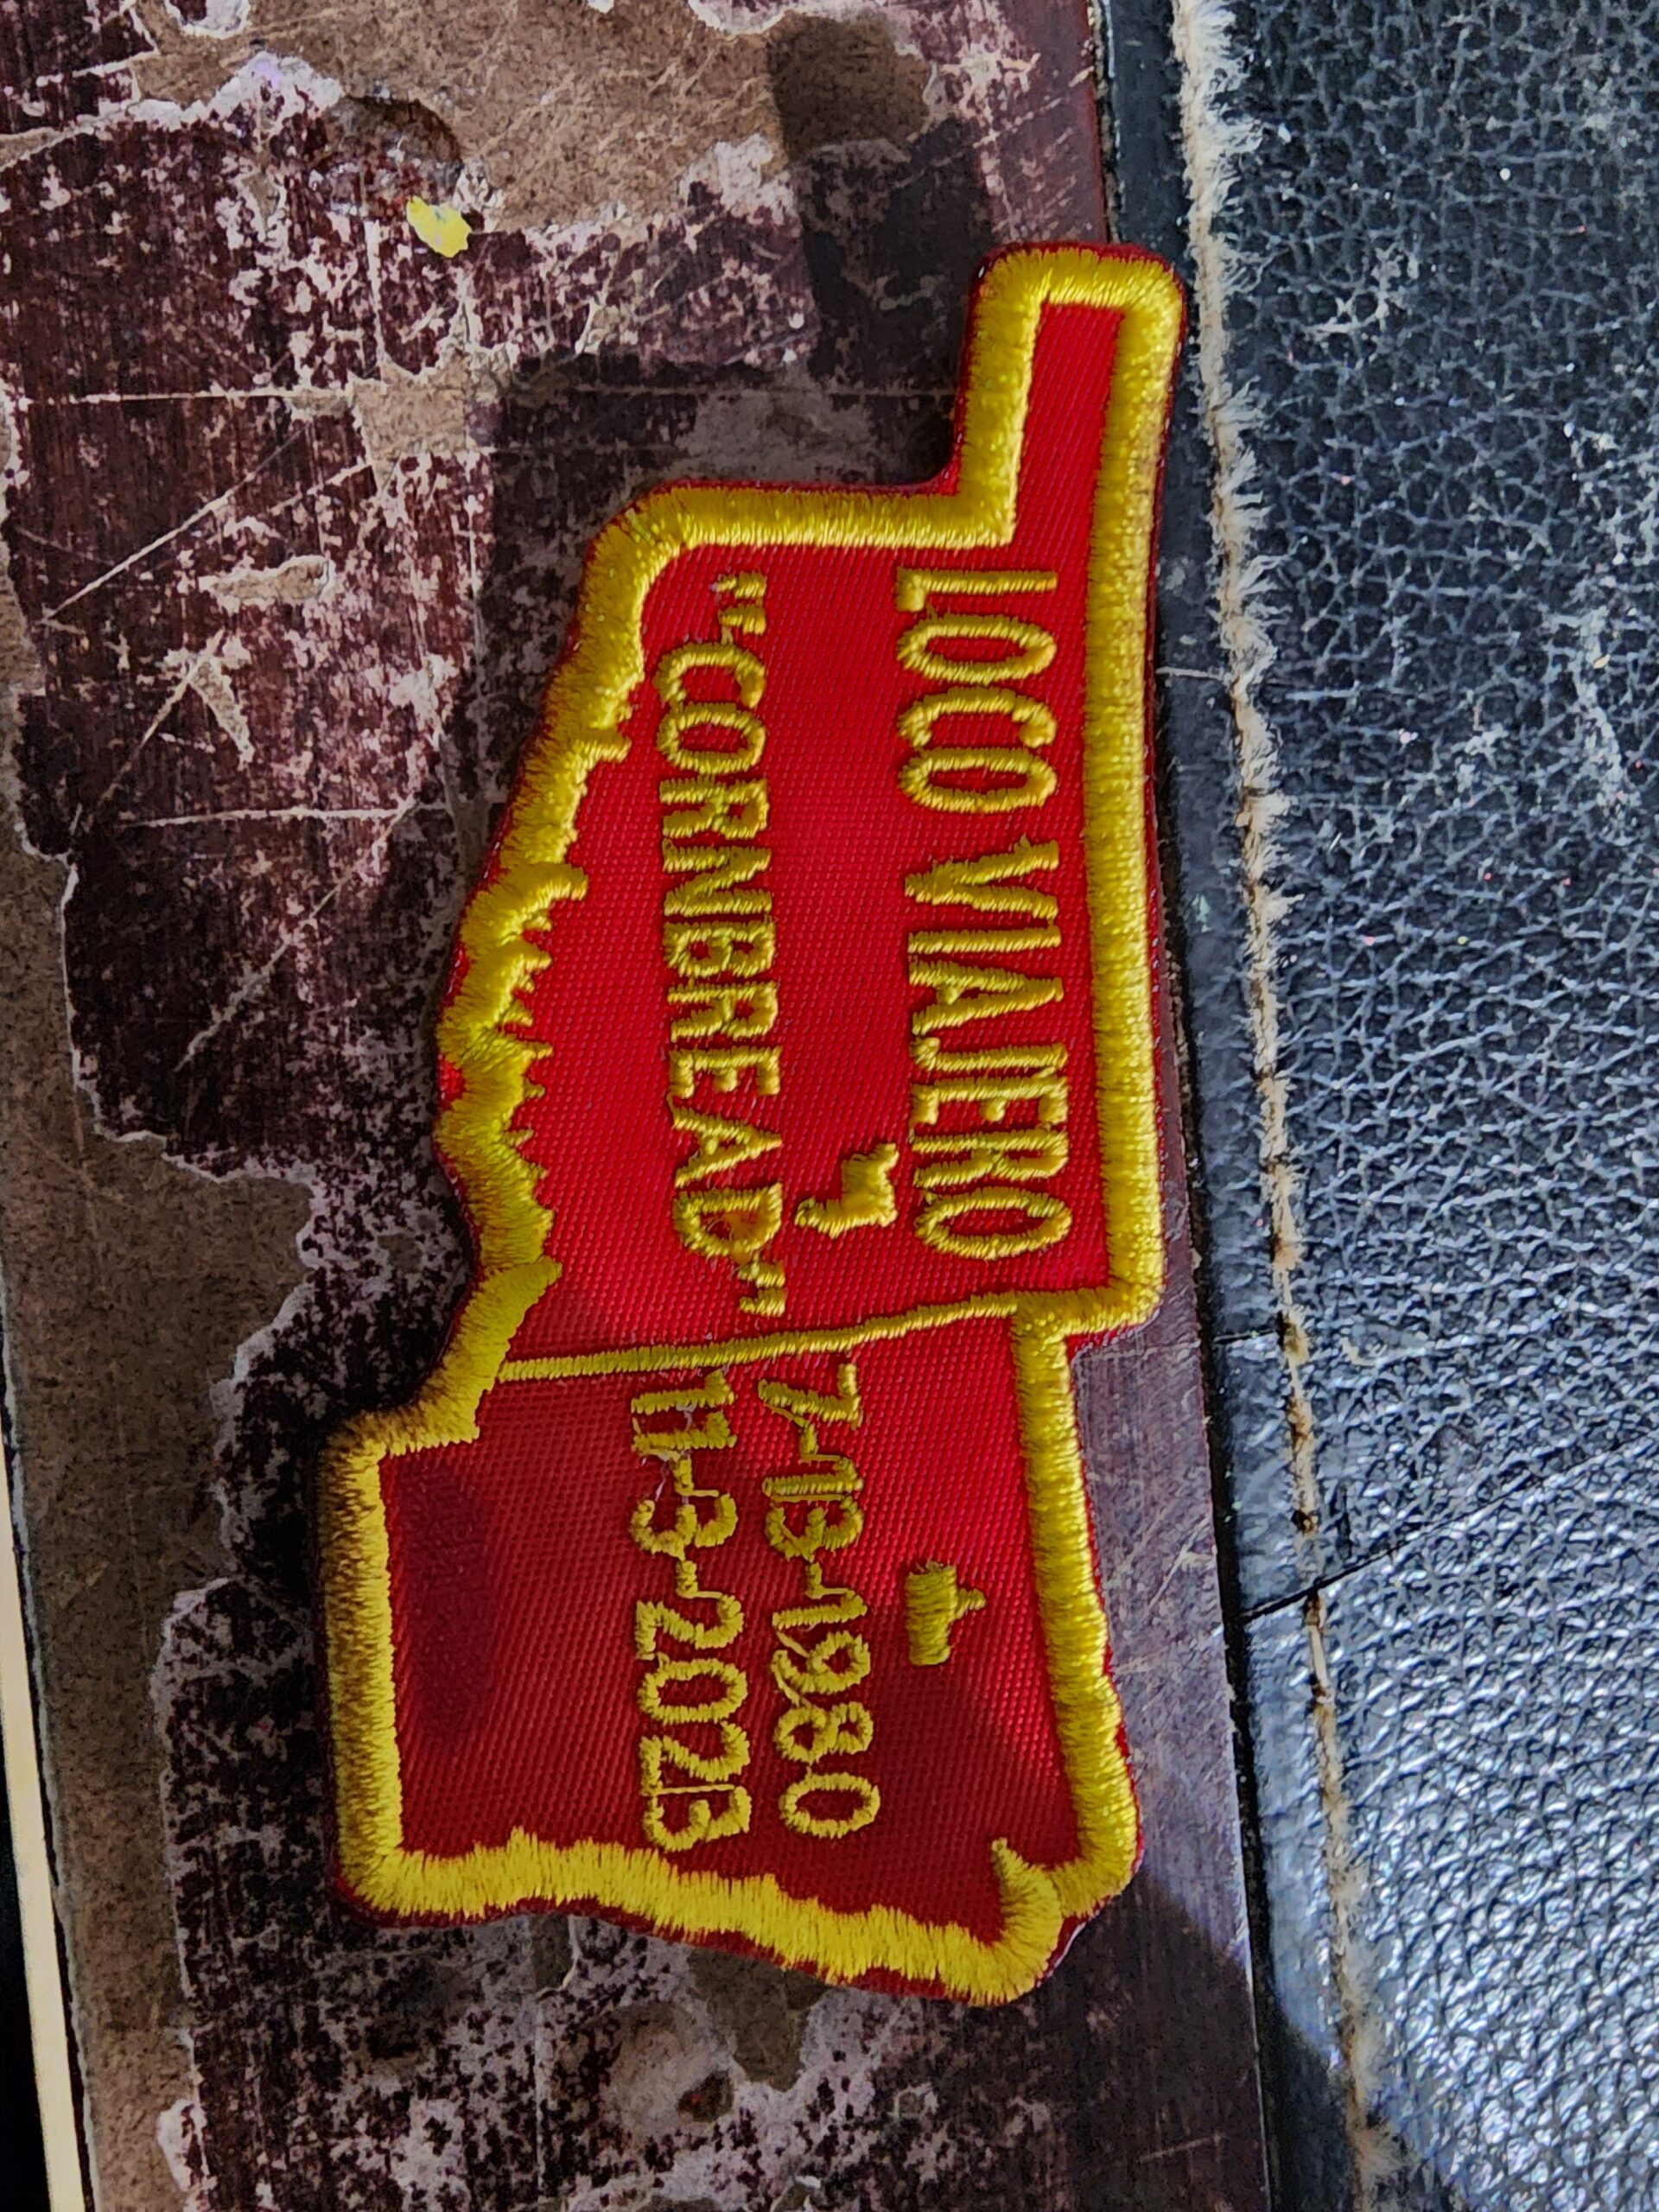 LOCO VIAJERO
"CORNBREAD"
7-13-1980
11-3-2023